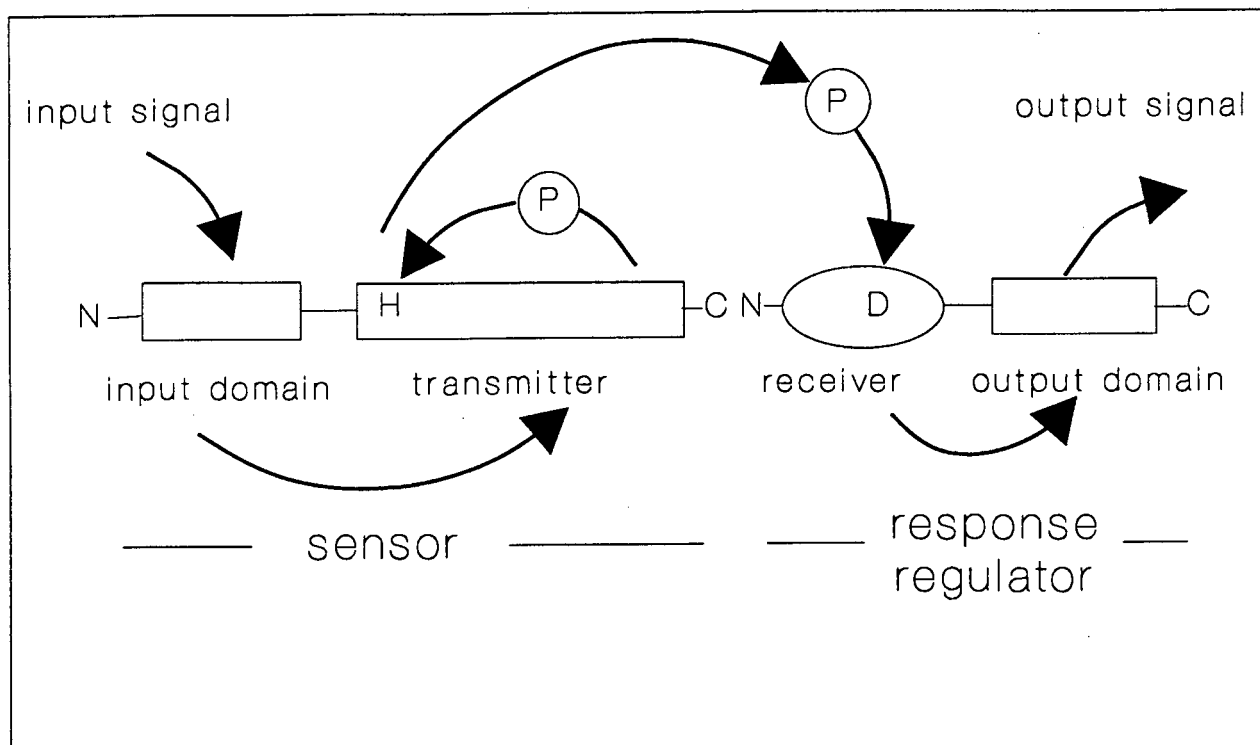 input signal
P
output signal
P
N
H
C
N
D
C
input domain
transmitter
receiver
output domain
sensor
response
regulator